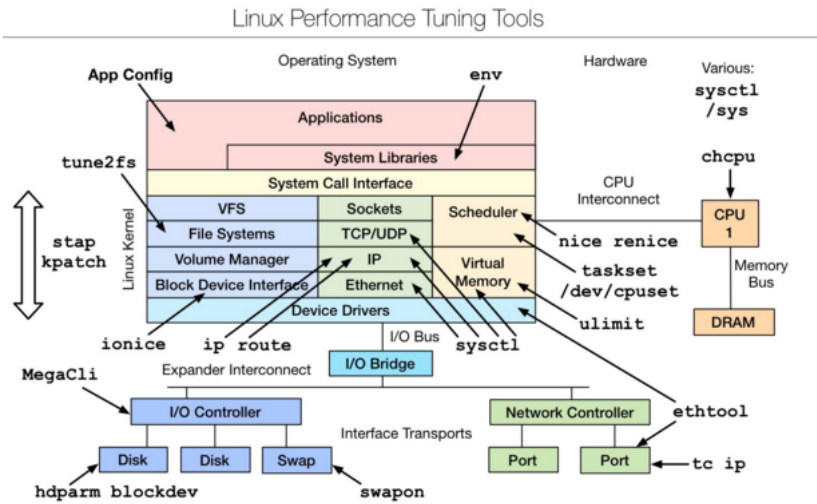 Linux Performance Tuning Tools
Operating System
Hardware
Various:
sysctl
/sys
App Config
env
Applications
System Libraries
System Call Interface
tune2fs
chcpu
CPU
Interconnect
CPU
1
VFS
Sockets
Scheduler
File Systems
TCP/UDP
nice renice
Linux Kernel
stap
kpatch
Volume Manager
IP
Virtual
Memory
taskset
/dev/cpuset
Memory
Bus
Block Device Interface
Ethernet
Device Drivers
ulimit
DRAM
ionice
ip route
I/O Bus
sysctl
I/O Bridge
MegaCli
Expander Interconnect
I/O Controller
Network Controller
ethtool
Interface Transports
Disk
Disk
Swap
Port
Port
tc ip
hdparm blockdev
swapon